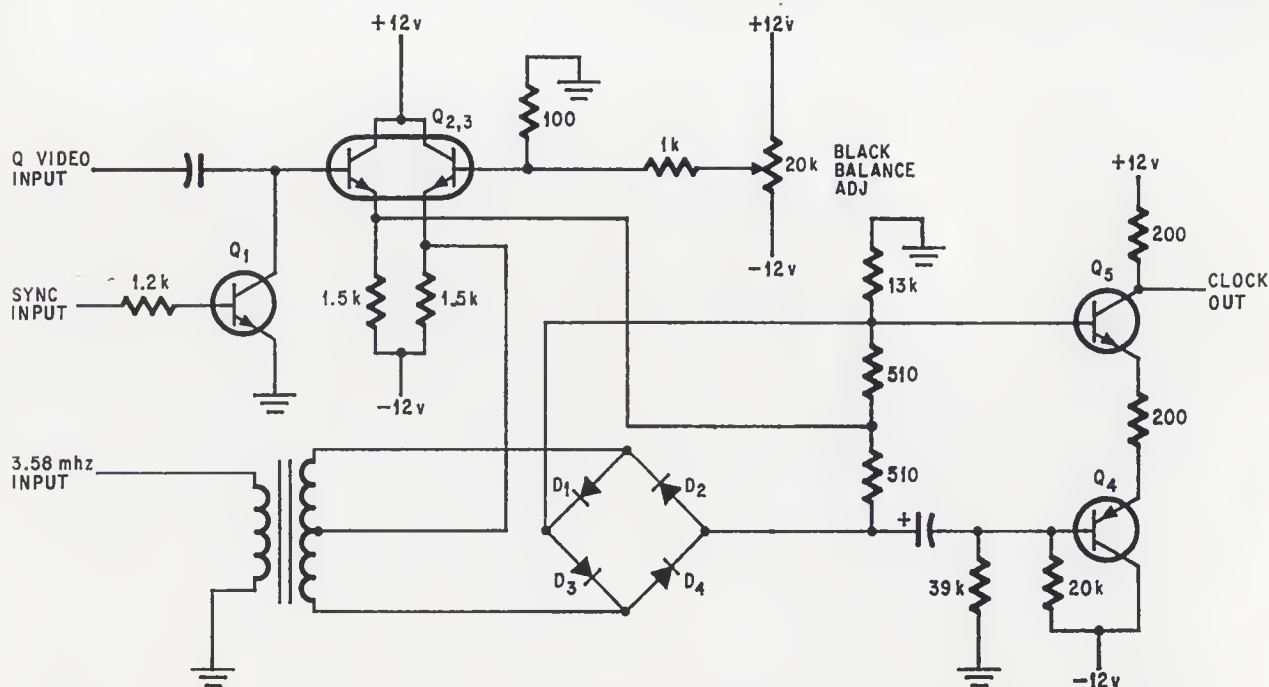 +12v
+12v
Q2,3
100
Q VIDEO
INPUT
1k
20k
BLACK
BALANCE
ADJ
+12v
-12v
200
Q1
1.2k
SYNC
INPUT
1.5k
1.5k
13k
Q5
CLOCK
OUT
-12v
510
200
3.58 mhz
INPUT
D1
D2
510
Q4
+
D3
D4
39k
20k
-12v